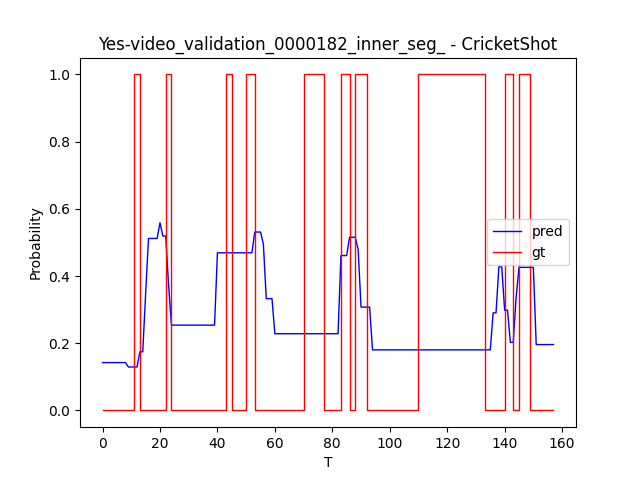 Yes-video_validation_0000182_inner_seg_ - CricketShot
1.0
0.8
0.6
0.4
0.2
0.0
Probability
pred
gt
0 20 40 60 80 100 120 140 160
T